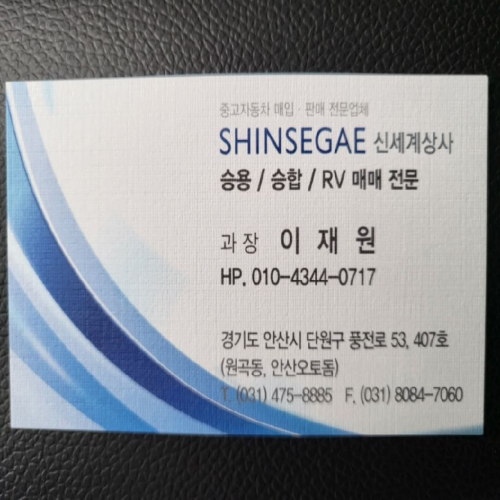 중고자동차 매입 · 판매 전문업체
SHINSEGAE 신세계상사
승용 / 승합 / RV 매매 전문
과장 이재원
HP. 010-4344-0717
경기도 안산시 단원구 풍전로 53, 407호
(원곡동, 안산오토돔)
T. (031) 475-8885 F. (031) 8084-7060